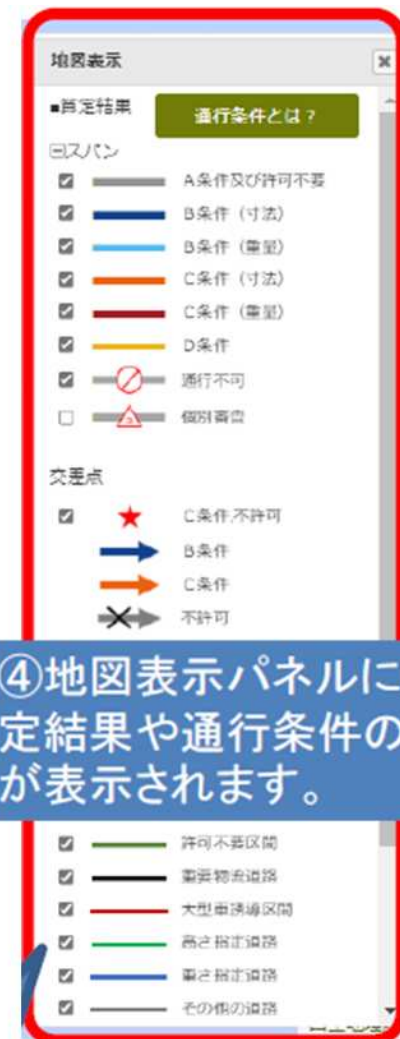 地図表示
■算定結果
通行条件とは？
スパン
A条件及び許可不要
B条件（寸法）
B条件（重量）
C条件（寸法）
C条件（重量）
D条件
通行不可
個別審査
交差点
C条件,不許可
B条件
C条件
不許可
④地図表示パネルに
定結果や通行条件の
が表示されます。
許可不要区間
重要物流道路
大型車誘導区間
高さ指定道路
重さ指定道路
その他の道路